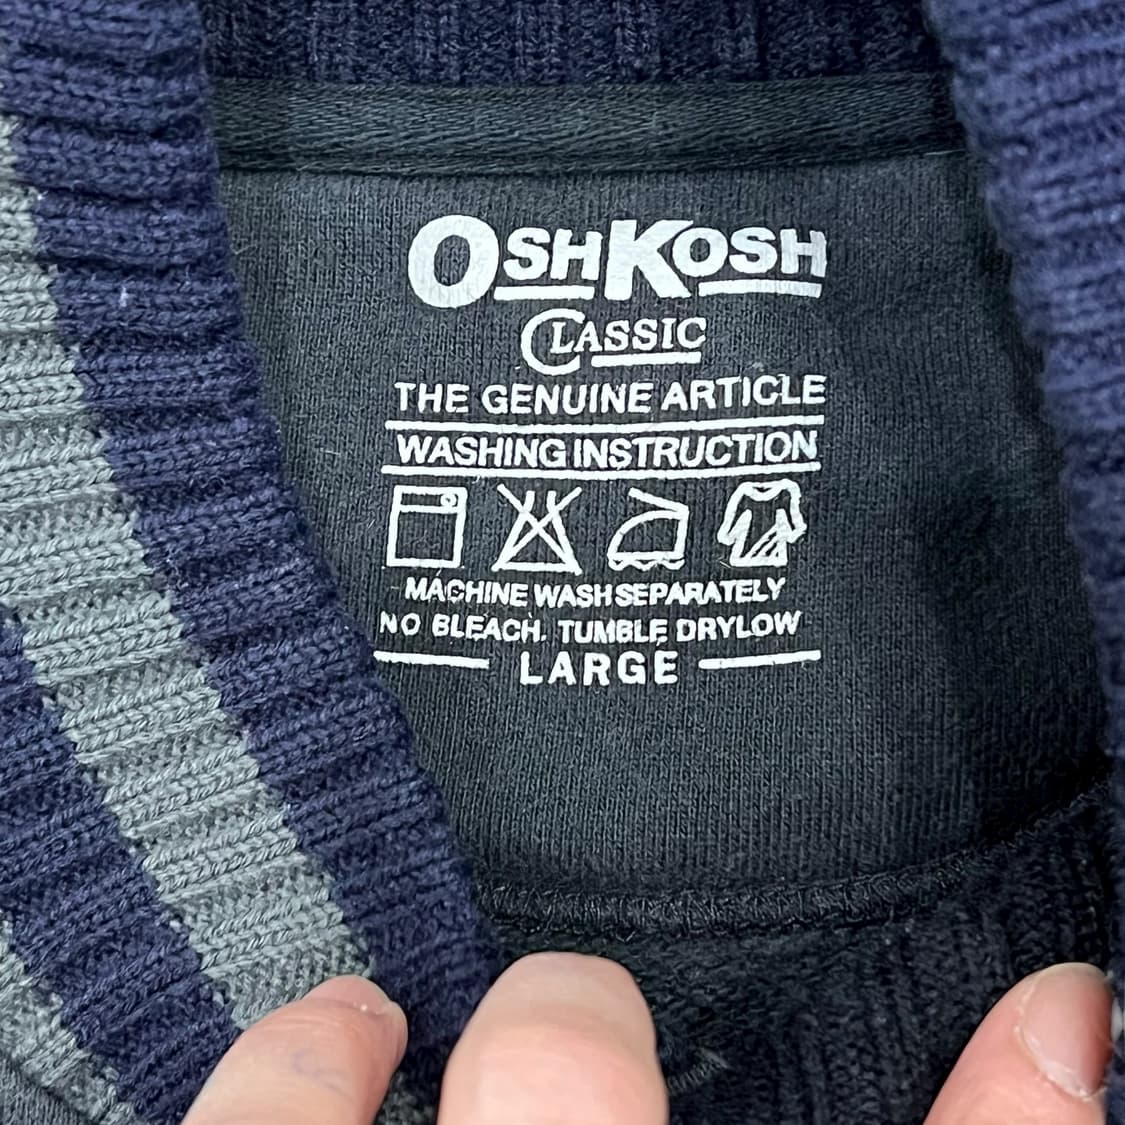 OSHKOSH
CLASSIC
THE GENUINE ARTICLE
WASHING INSTRUCTION
MACHINE WASH SEPARATELY
NO BLEACH. TUMBLE DRYLOW
LARGE